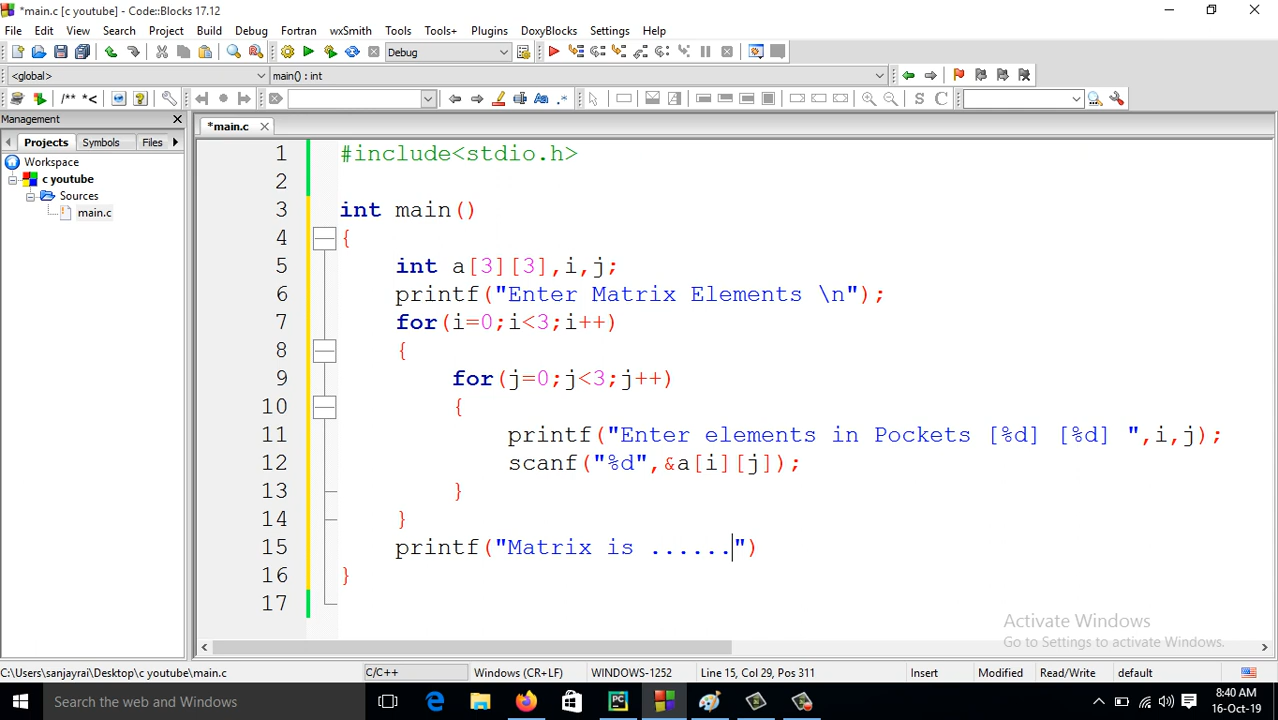 *main.c [c youtube] - Code::Blocks 17.12
File Edit View Search Project Build Debug Fortran wxSmith Tools Tools+ Plugins DoxyBlocks Settings Help
Debug
<global> main() : int
/** *<
S C
Management
*main.c
Projects Symbols Files
Workspace
c youtube
Sources
main.c
1 #include<stdio.h>
2
3 int main()
4 {
5 int a[3][3],i,j;
6 printf("Enter Matrix Elements \n");
7 for(i=0;i<3;i++)
8 {
9 for(j=0;j<3;j++)
10 {
11 printf("Enter elements in Pockets [%d] [%d] ",i,j);
12 scanf("%d",&a[i][j]);
13 }
14 }
15 printf("Matrix is ......")
16 }
17
Activate Windows
Go to Settings to activate Windows.
C:\Users\sanjayrai\Desktop\c youtube\main.c C/C++ Windows (CR+LF) WINDOWS-1252 Line 15, Col 29, Pos 311 Insert Modified Read/Write default
Search the web and Windows
PC
8:40 AM
16-Oct-19